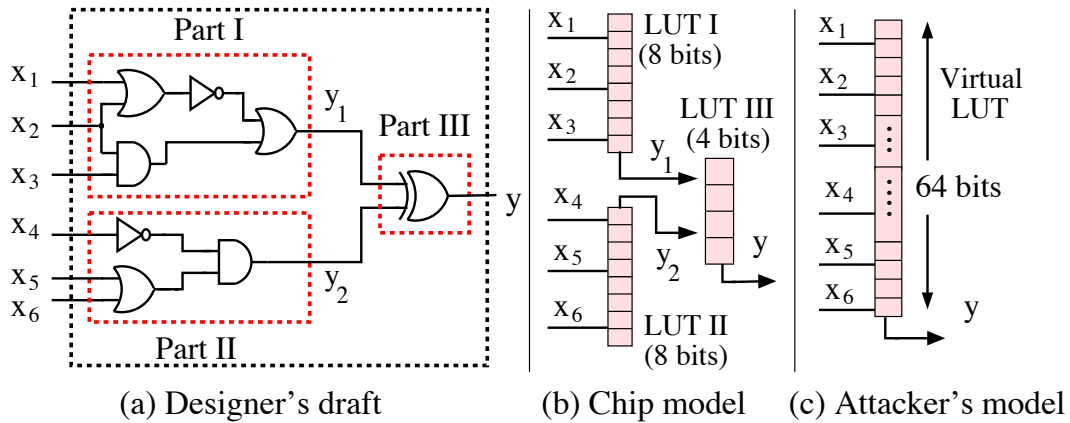 Part I
x1
x2
x3
y1
Part III
x4
x5
x6
y2
y
Part II
(a) Designer's draft
x1
LUT I
(8 bits)
x2
x3
LUT III
(4 bits)
y1
x4
y2
y
x5
x6
LUT II
(8 bits)
(b) Chip model
x1
x2
Virtual
LUT
x3
64 bits
x4
x5
x6
y
(c) Attacker's model